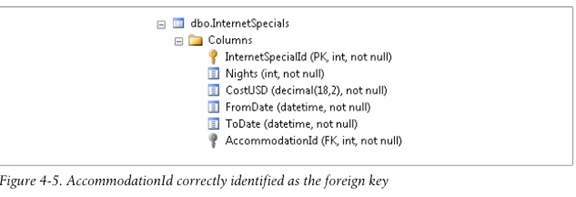 dbo.InternetSpecials
Columns
InternetSpecialId (PK, int, not null)
Nights (int, not null)
CostUSD (decimal(18,2), not null)
FromDate (datetime, not null)
ToDate (datetime, not null)
AccommodationId (FK, int, not null)
Figure 4-5. AccommodationId correctly identified as the foreign key